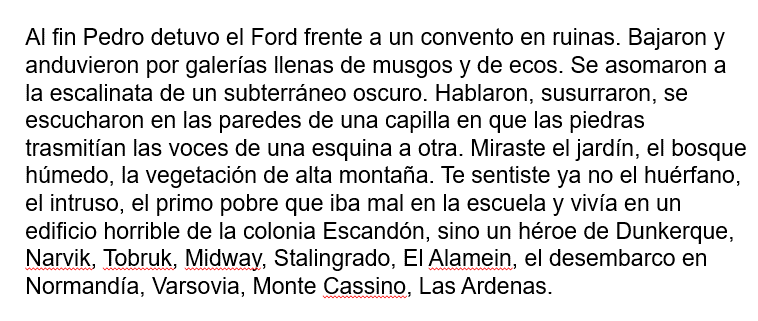 Al fin Pedro detuvo el Ford frente a un convento en ruinas. Bajaron y
anduvieron por galerías llenas de musgos y de ecos. Se asomaron a
la escalinata de un subterráneo oscuro. Hablaron, susurraron, se
escucharon en las paredes de una capilla en que las piedras
trasmitían las voces de una esquina a otra. Miraste el jardín, el bosque
húmedo, la vegetación de alta montaña. Te sentiste ya no el huérfano,
el intruso, el primo pobre que iba mal en la escuela y vivía en un
edificio horrible de la colonia Escandón, sino un héroe de Dunkerque,
Narvik, Tobruk, Midway, Stalingrado, El Alamein, el desembarco en
Normandía, Varsovia, Monte Cassino, Las Ardenas.